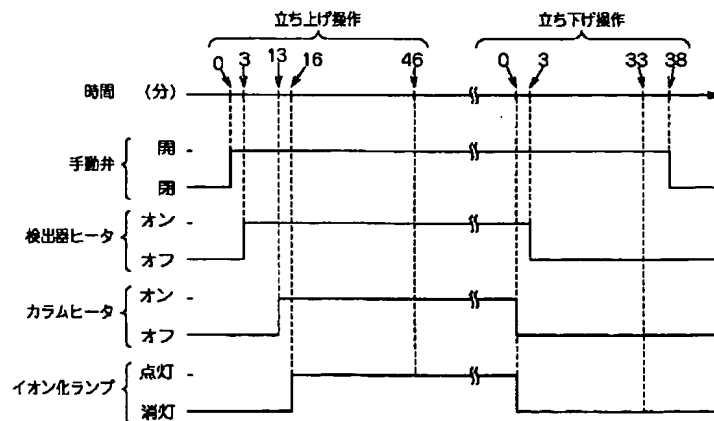 立ち上げ操作 立ち下げ操作
0 3 13 16 46 0 3 33 38
時間 (分)
手動弁 開
閉
検出器ヒータ オン
オフ
カラムヒータ オン
オフ
イオン化ランプ 点灯
消灯